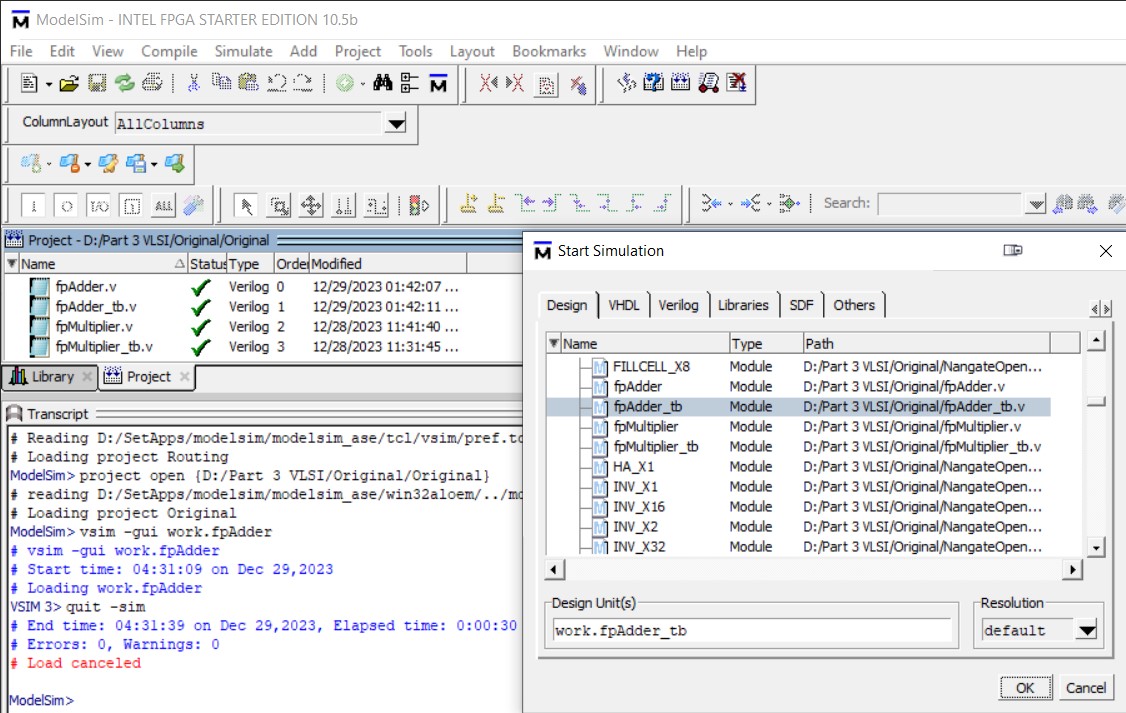 ModelSim - INTEL FPGA STARTER EDITION 10.5b
File Edit View Compile Simulate Add Project Tools Layout Bookmarks Window Help
ColumnLayout AllColumns
Search:
Project - D:/Part 3 VLSI/Original/Original
Name Status Type Order Modified
fpAdder.v Verilog 0 12/29/2023 01:42:07 ...
fpAdder_tb.v Verilog 1 12/29/2023 01:42:11 ...
fpMultiplier.v Verilog 2 12/28/2023 11:41:40 ...
fpMultiplier_tb.v Verilog 3 12/28/2023 11:31:45 ...
Library Project
Transcript
# Reading D:/SetApps/modelsim/modelsim_ase/tcl/vsim/pref.tc
# Loading project Routing
ModelSim> project open {D:/Part 3 VLSI/Original/Original}
# reading D:/SetApps/modelsim/modelsim_ase/win32aloem/../mo
# Loading project Original
ModelSim> vsim -gui work.fpAdder
# vsim -gui work.fpAdder
# Start time: 04:31:09 on Dec 29,2023
# Loading work.fpAdder
VSIM 3> quit -sim
# End time: 04:31:39 on Dec 29,2023, Elapsed time: 0:00:30
# Errors: 0, Warnings: 0
# Load canceled
ModelSim>
Start Simulation
Design VHDL Verilog Libraries SDF Others
Name Type Path
FILLCELL_X8 Module D:/Part 3 VLSI/Original/NangateOpen...
fpAdder Module D:/Part 3 VLSI/Original/fpAdder.v
fpAdder_tb Module D:/Part 3 VLSI/Original/fpAdder_tb.v
fpMultiplier Module D:/Part 3 VLSI/Original/fpMultiplier.v
fpMultiplier_tb Module D:/Part 3 VLSI/Original/fpMultiplier_tb.v
HA_X1 Module D:/Part 3 VLSI/Original/NangateOpen...
INV_X1 Module D:/Part 3 VLSI/Original/NangateOpen...
INV_X16 Module D:/Part 3 VLSI/Original/NangateOpen...
INV_X2 Module D:/Part 3 VLSI/Original/NangateOpen...
INV_X32 Module D:/Part 3 VLSI/Original/NangateOpen...
Design Unit(s)
work.fpAdder_tb
Resolution
default
OK Cancel